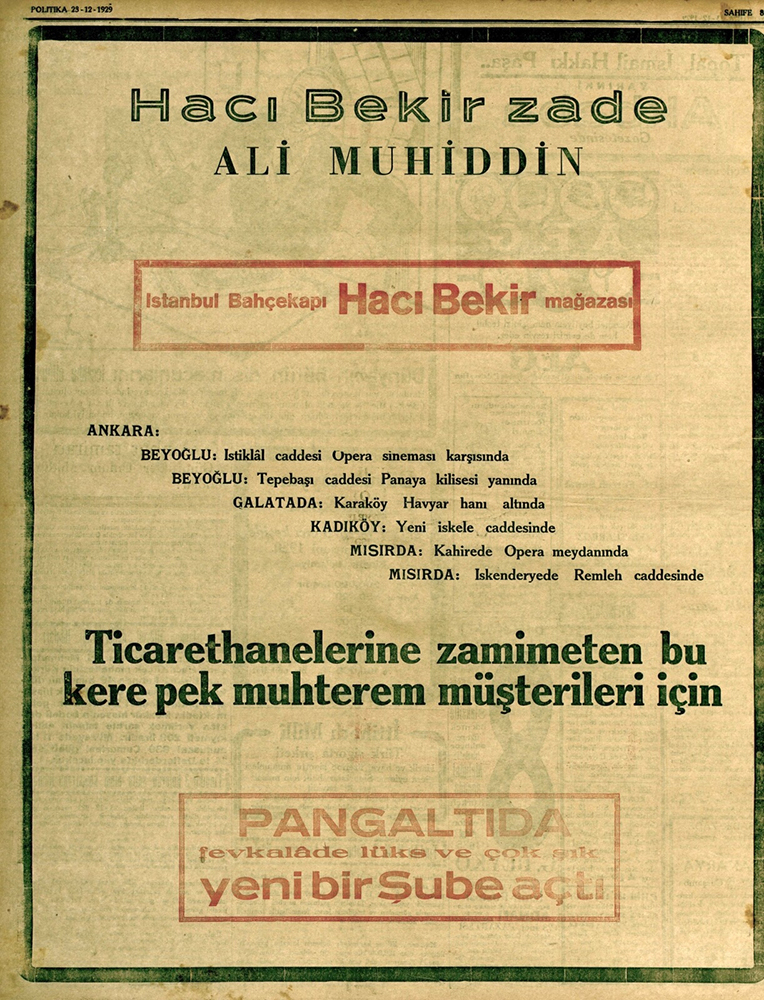 POLITIKA 23-12-1929
SAHIFE 8
Hacı Bekir zade
ALİ MUHİDDİN
Istanbul Bahçekapı Hacı Bekir mağazası
ANKARA:
BEYOĞLU: Istiklâl caddesi Opera sineması karşısında
BEYOĞLU: Tepebaşı caddesi Panaya kilisesi yanında
GALATADA: Karaköy Havyar hanı altında
KADIKÖY: Yeni iskele caddesinde
MISIRDA: Kahirede Opera meydanında
MISIRDA: Iskenderyede Remleh caddesinde
Ticarethanelerine zamimeten bu
kere pek muhterem müşterileri için
PANGALTIDA
fevkalâde lüks ve çok şık
yeni bir Şube açtı